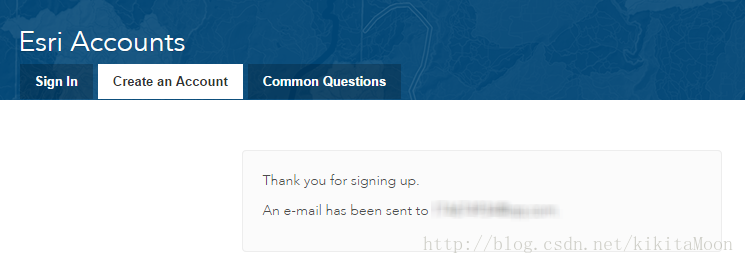 Esri Accounts
Sign In
Create an Account
Common Questions
Thank you for signing up.
An e-mail has been sent to
http://blog.csdn.net/kikitaMoon